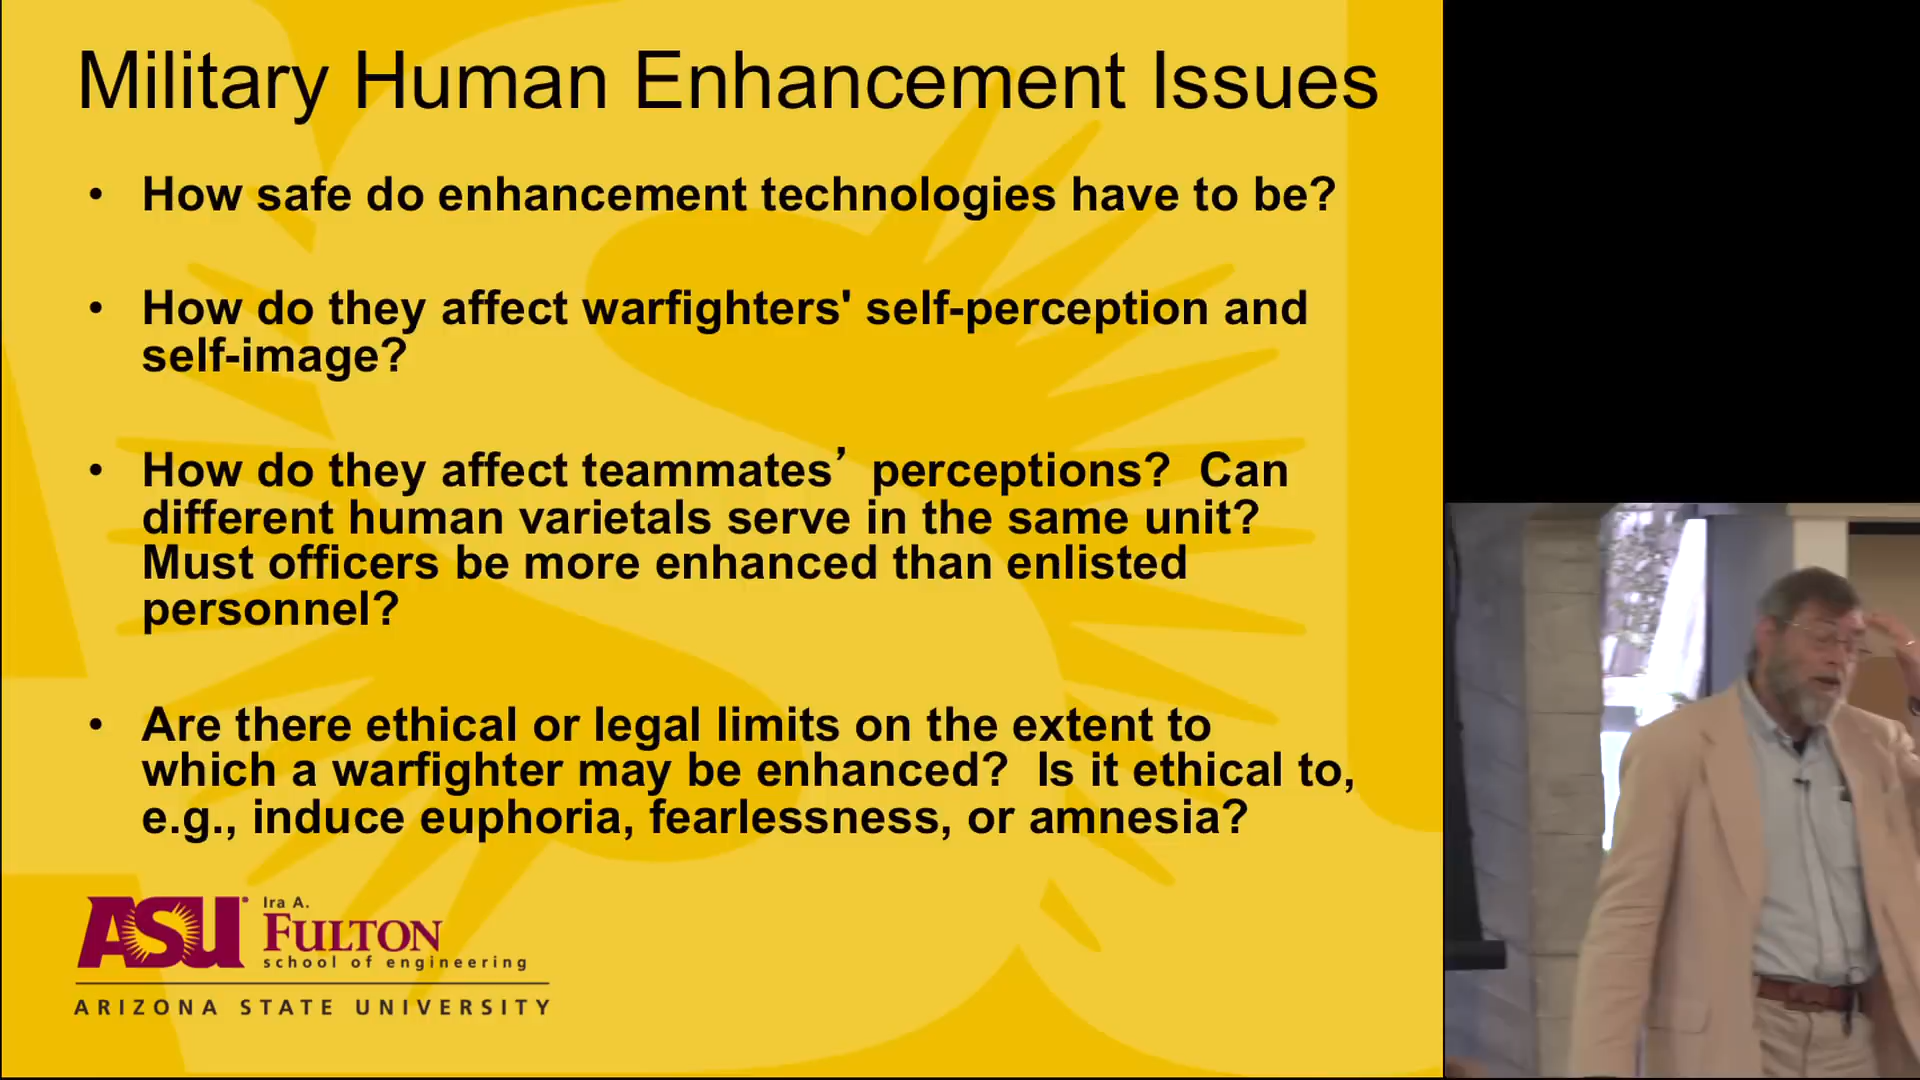 Military Human Enhancement Issues
• How safe do enhancement technologies have to be?
• How do they affect warfighters' self-perception and
self-image?
• How do they affect teammates’ perceptions?  Can
different human varietals serve in the same unit?
Must officers be more enhanced than enlisted
personnel?
• Are there ethical or legal limits on the extent to
which a warfighter may be enhanced?  Is it ethical to,
e.g., induce euphoria, fearlessness, or amnesia?
ASU
Ira A.
FULTON
school of engineering
ARIZONA STATE UNIVERSITY